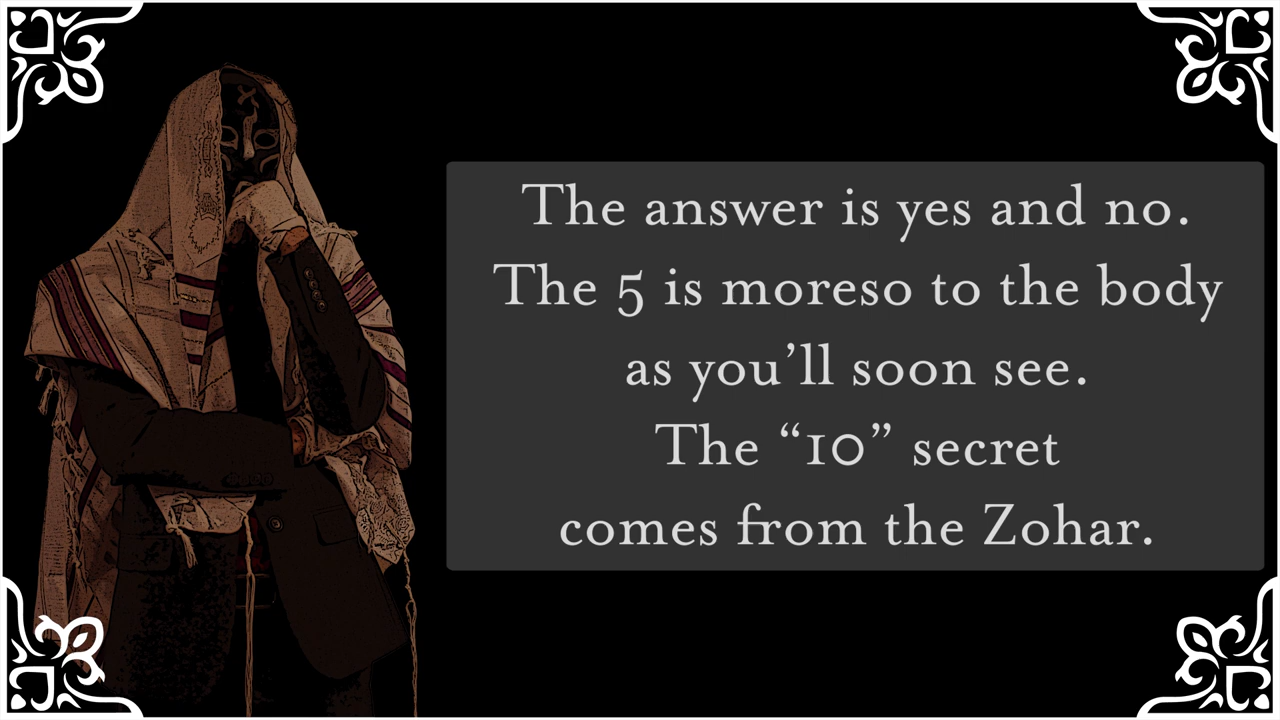 The answer is yes and no.
The 5 is moreso to the body
as you’ll soon see.
The “10” secret
comes from the Zohar.